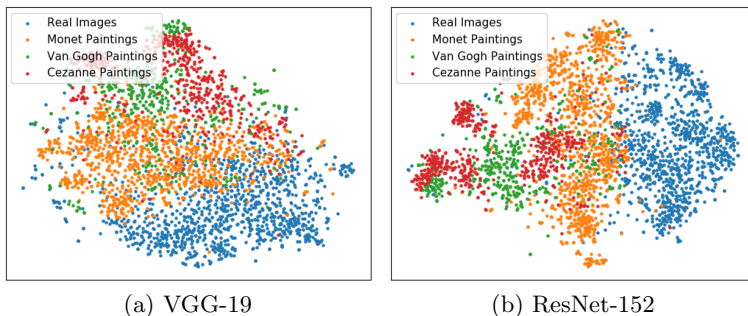 Real Images
Monet Paintings
Van Gogh Paintings
Cezanne Paintings
Real Images
Monet Paintings
Van Gogh Paintings
Cezanne Paintings
(a) VGG-19
(b) ResNet-152